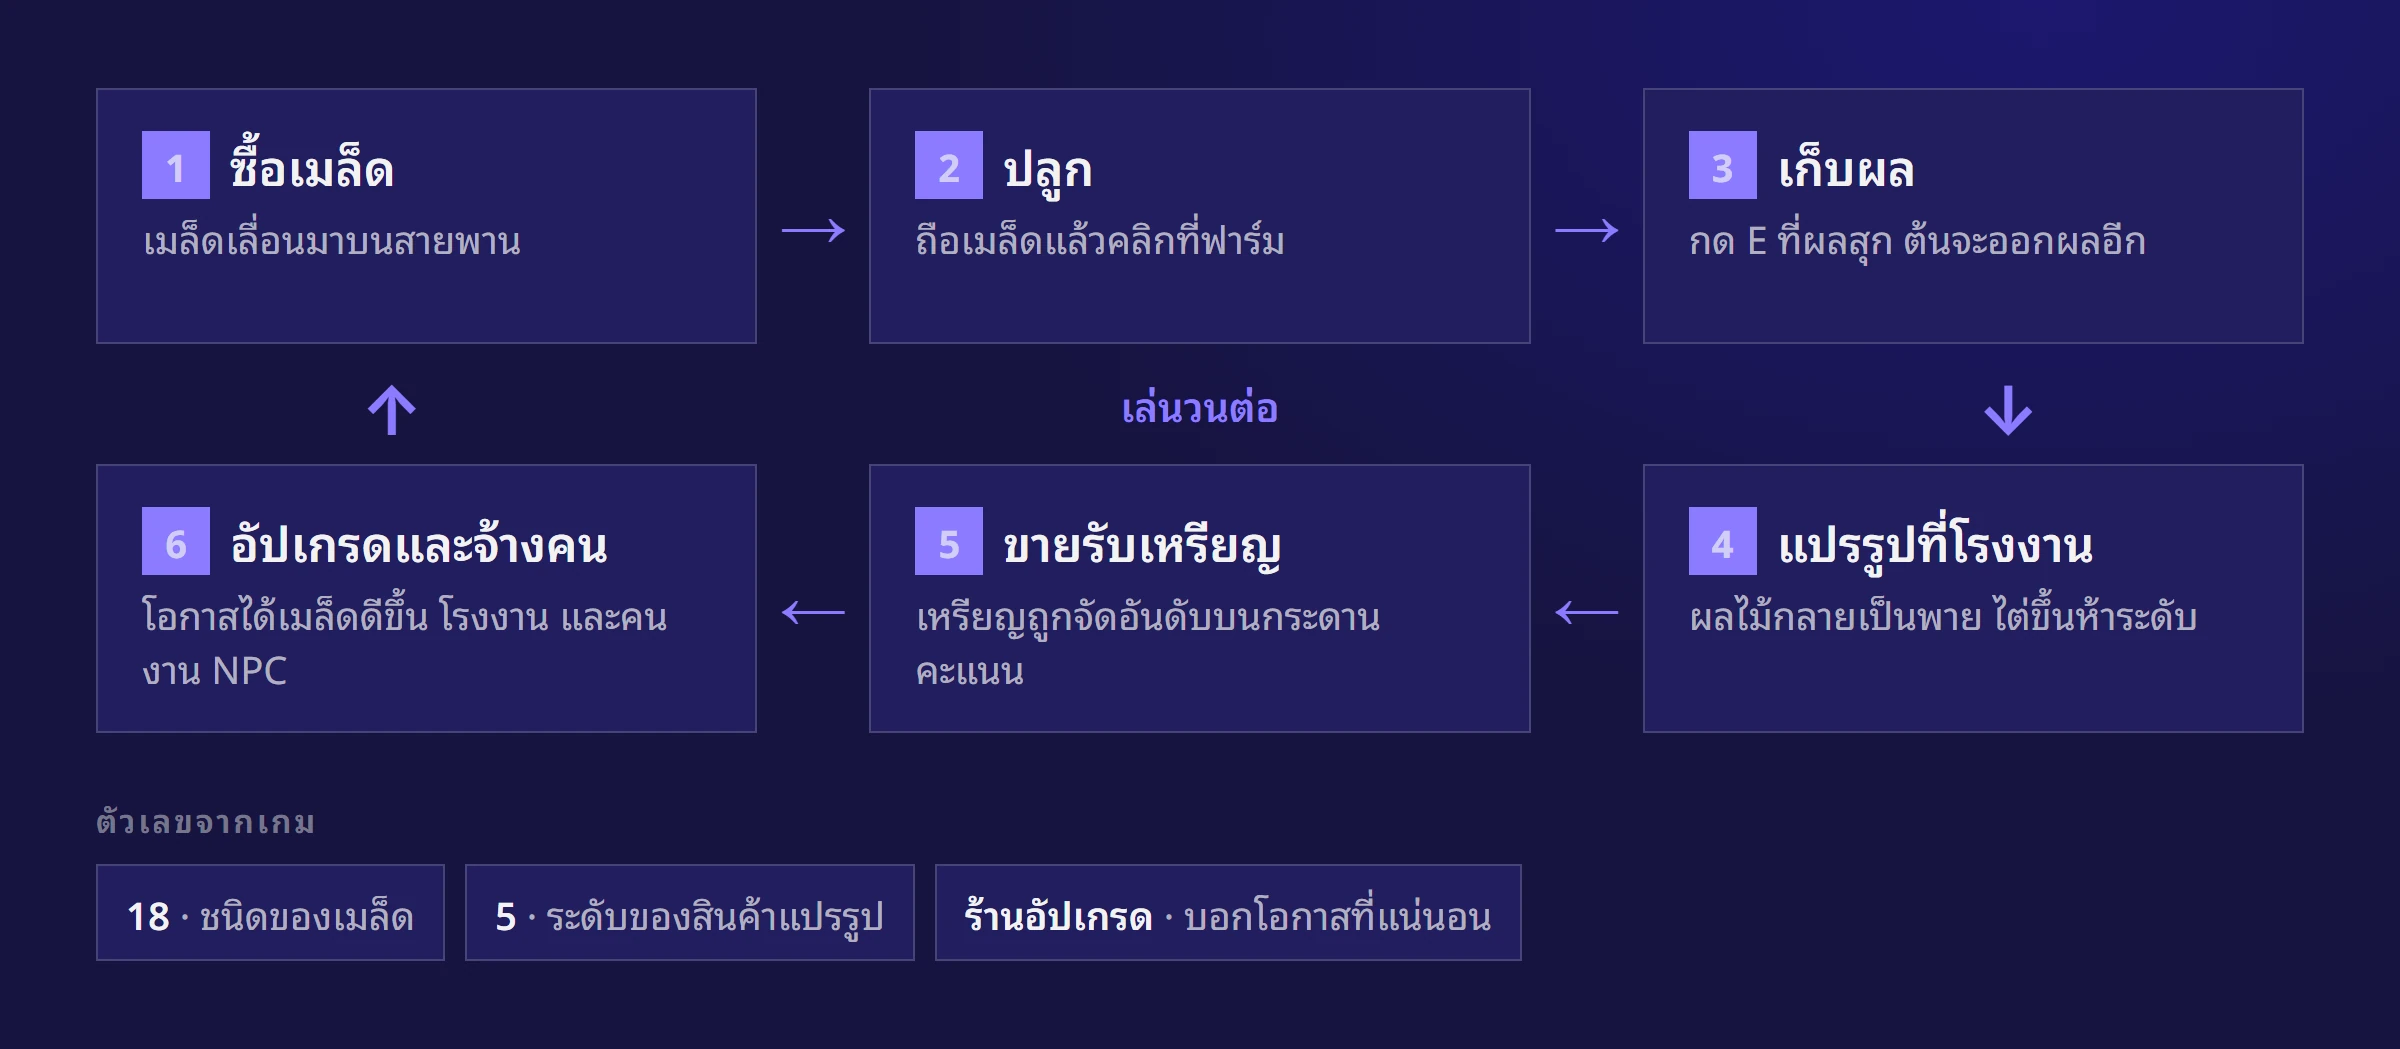 1 ซื้อเมล็ด
เมล็ดเลื่อนมาบนสายพาน
→
2 ปลูก
ถือเมล็ดแล้วคลิกที่ฟาร์ม
→
3 เก็บผล
กด E ที่ผลสุก ต้นจะออกผลอีก
↑
เล่นวนต่อ
↓
6 อัปเกรดและจ้างคน
โอกาสได้เมล็ดดีขึ้น โรงงาน และคน
งาน NPC
←
5 ขายรับเหรียญ
เหรียญถูกจัดอันดับบนกระดาน
คะแนน
←
4 แปรรูปที่โรงงาน
ผลไม้กลายเป็นพาย ไต่ขึ้นห้าระดับ
ตัวเลขจากเกม
18 · ชนิดของเมล็ด
5 · ระดับของสินค้าแปรรูป
ร้านอัปเกรด · บอกโอกาสที่แน่นอน